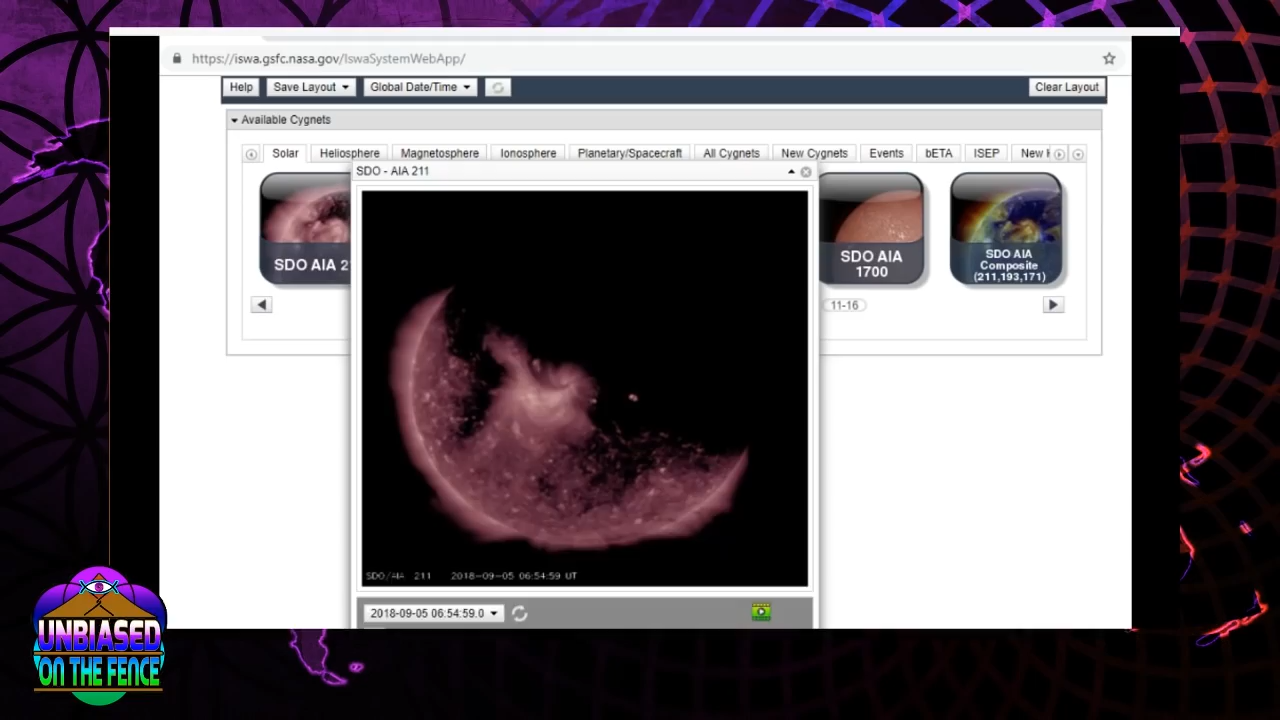 https://iswa.gsfc.nasa.gov/IswaSystemWebApp/
Help Save Layout Global Date/Time Clear Layout
Available Cygnets
Solar Heliosphere Magnetosphere Ionosphere Planetary/Spacecraft All Cygnets New Cygnets Events bETA ISEP New
SDO - AIA 211
SDO AIA 2
SDO AIA
1700
SDO AIA
Composite
(211,193,171)
11-16
SDO/AIA 211 2018-09-05 06:54:59 UT
2018-09-05 06:54:59.0
UNBIASED
ON THE FENCE